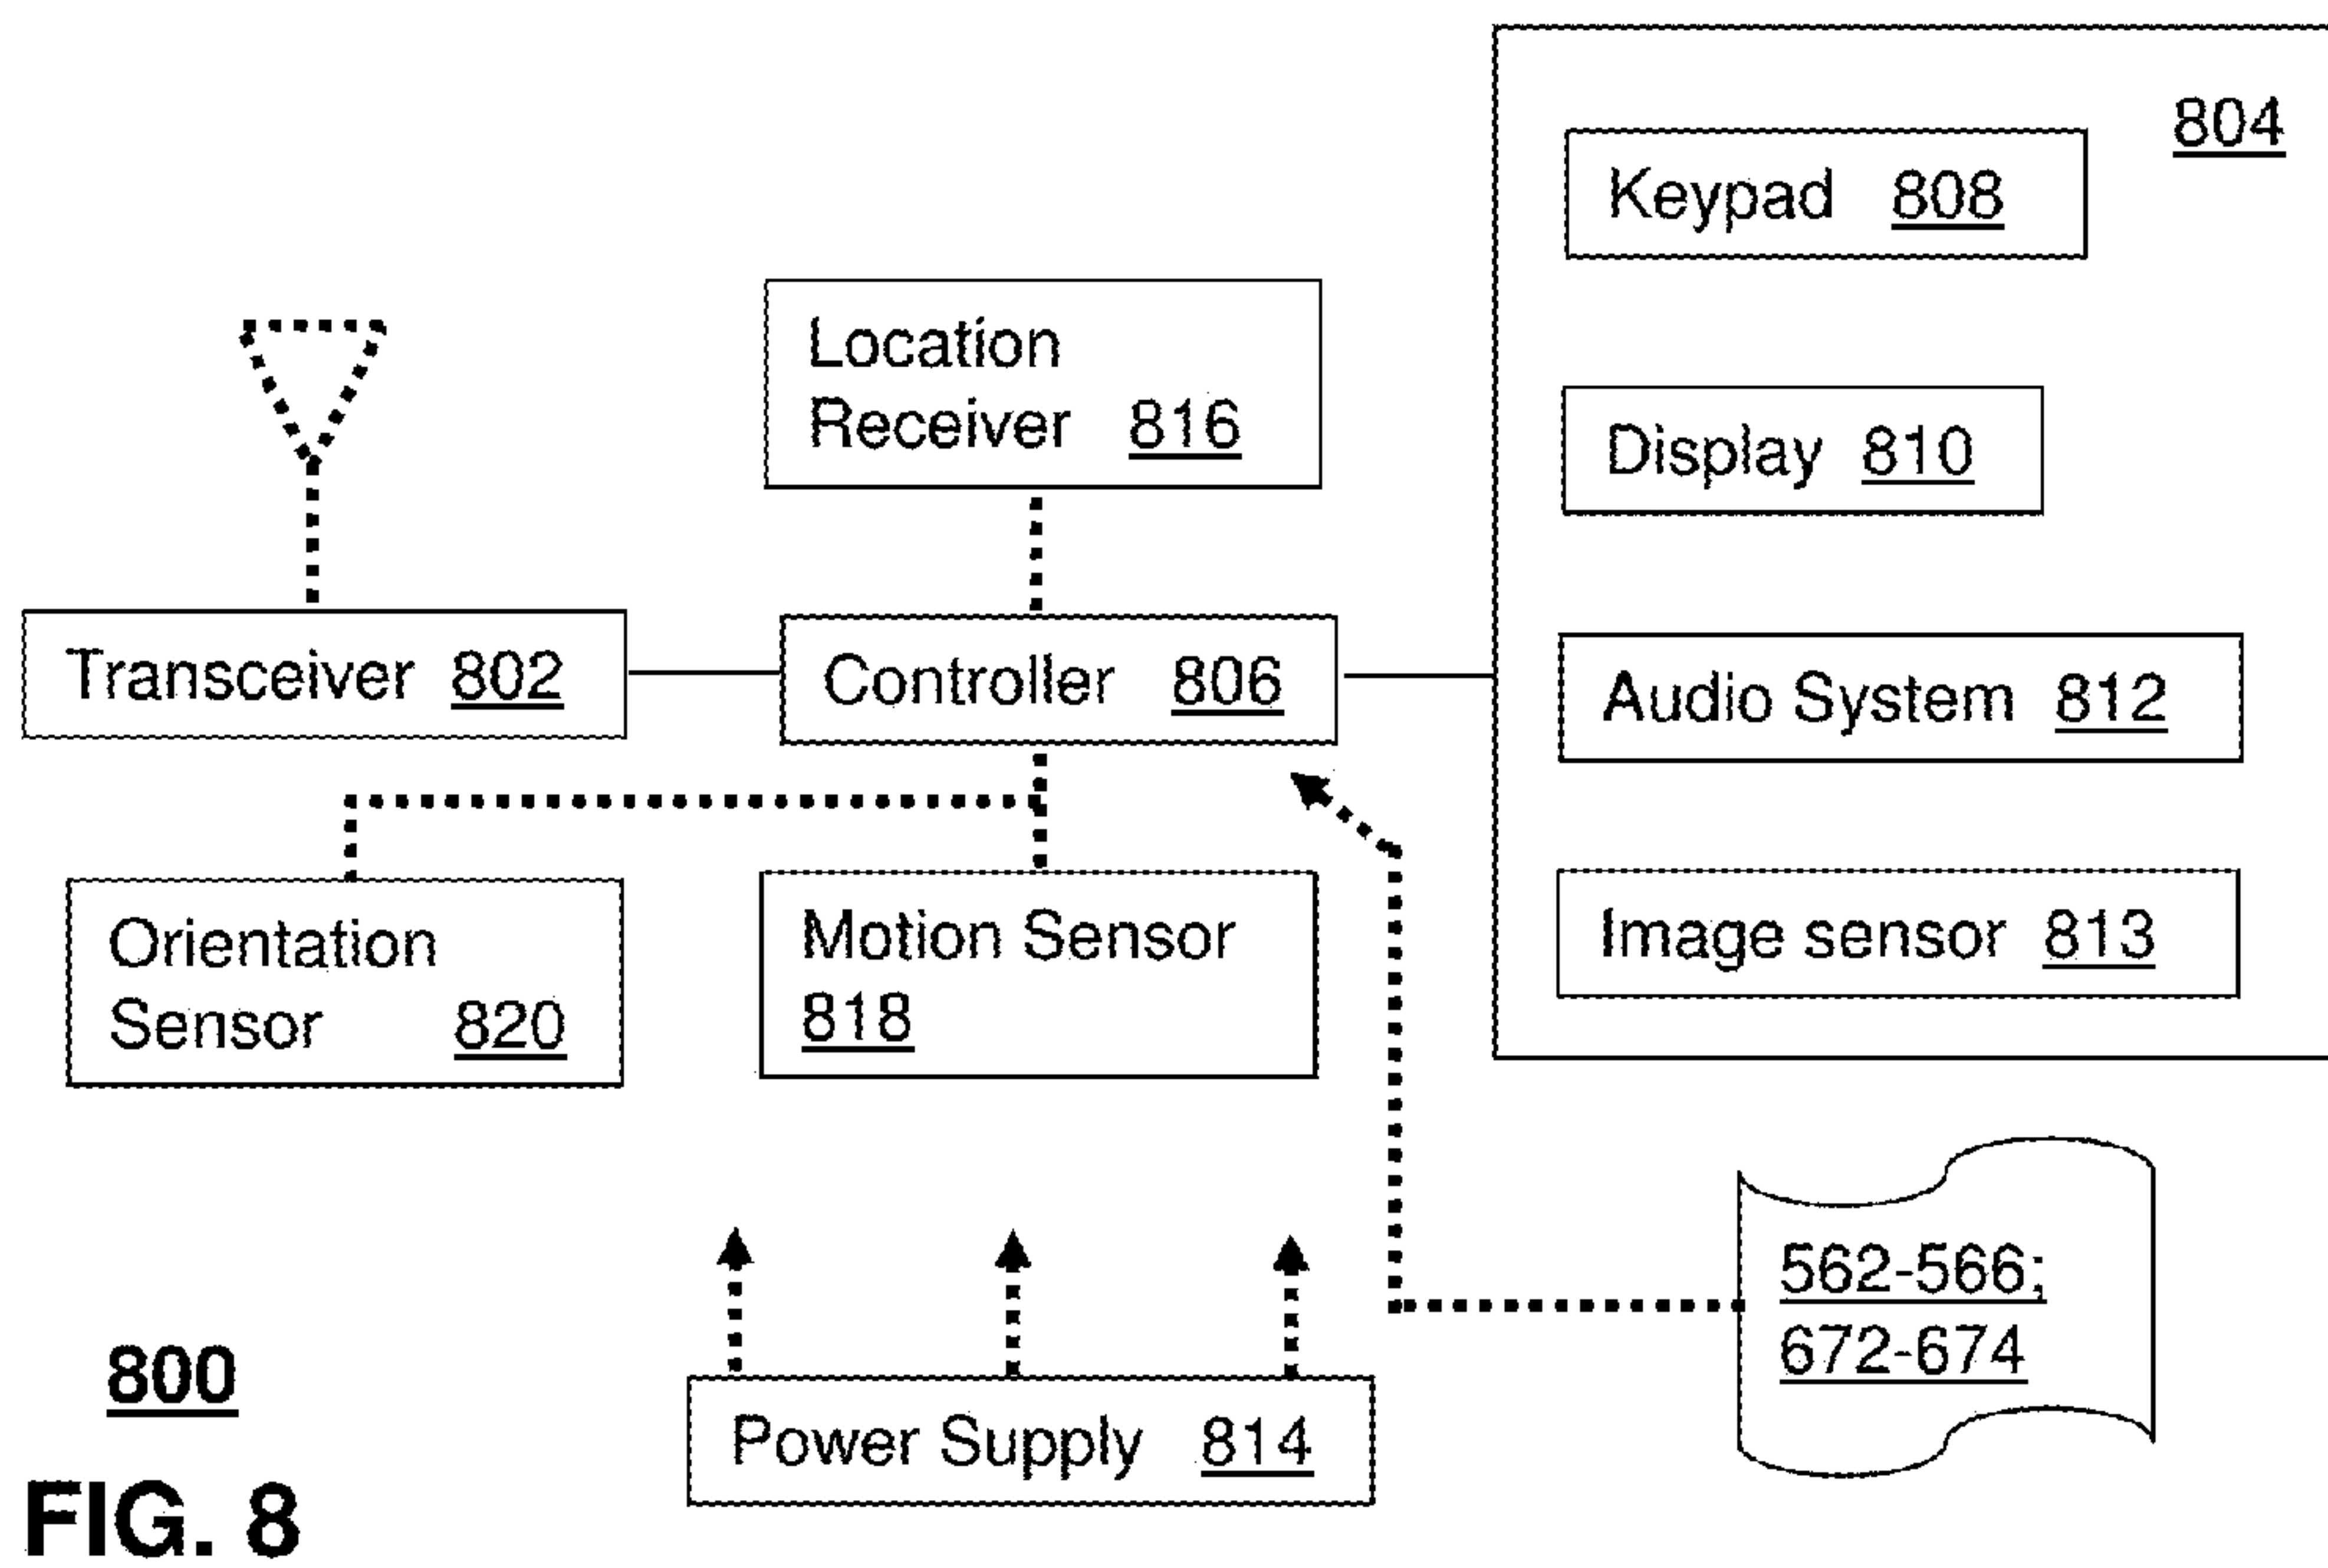 804
Keypad 808
Location
Receiver 816
Display 810
Transceiver 802
Controller 806
Audio System 812
Orientation
Sensor 820
Motion Sensor
818
Image sensor 813
562-566;
672-674
800
Power Supply 814
FIG. 8